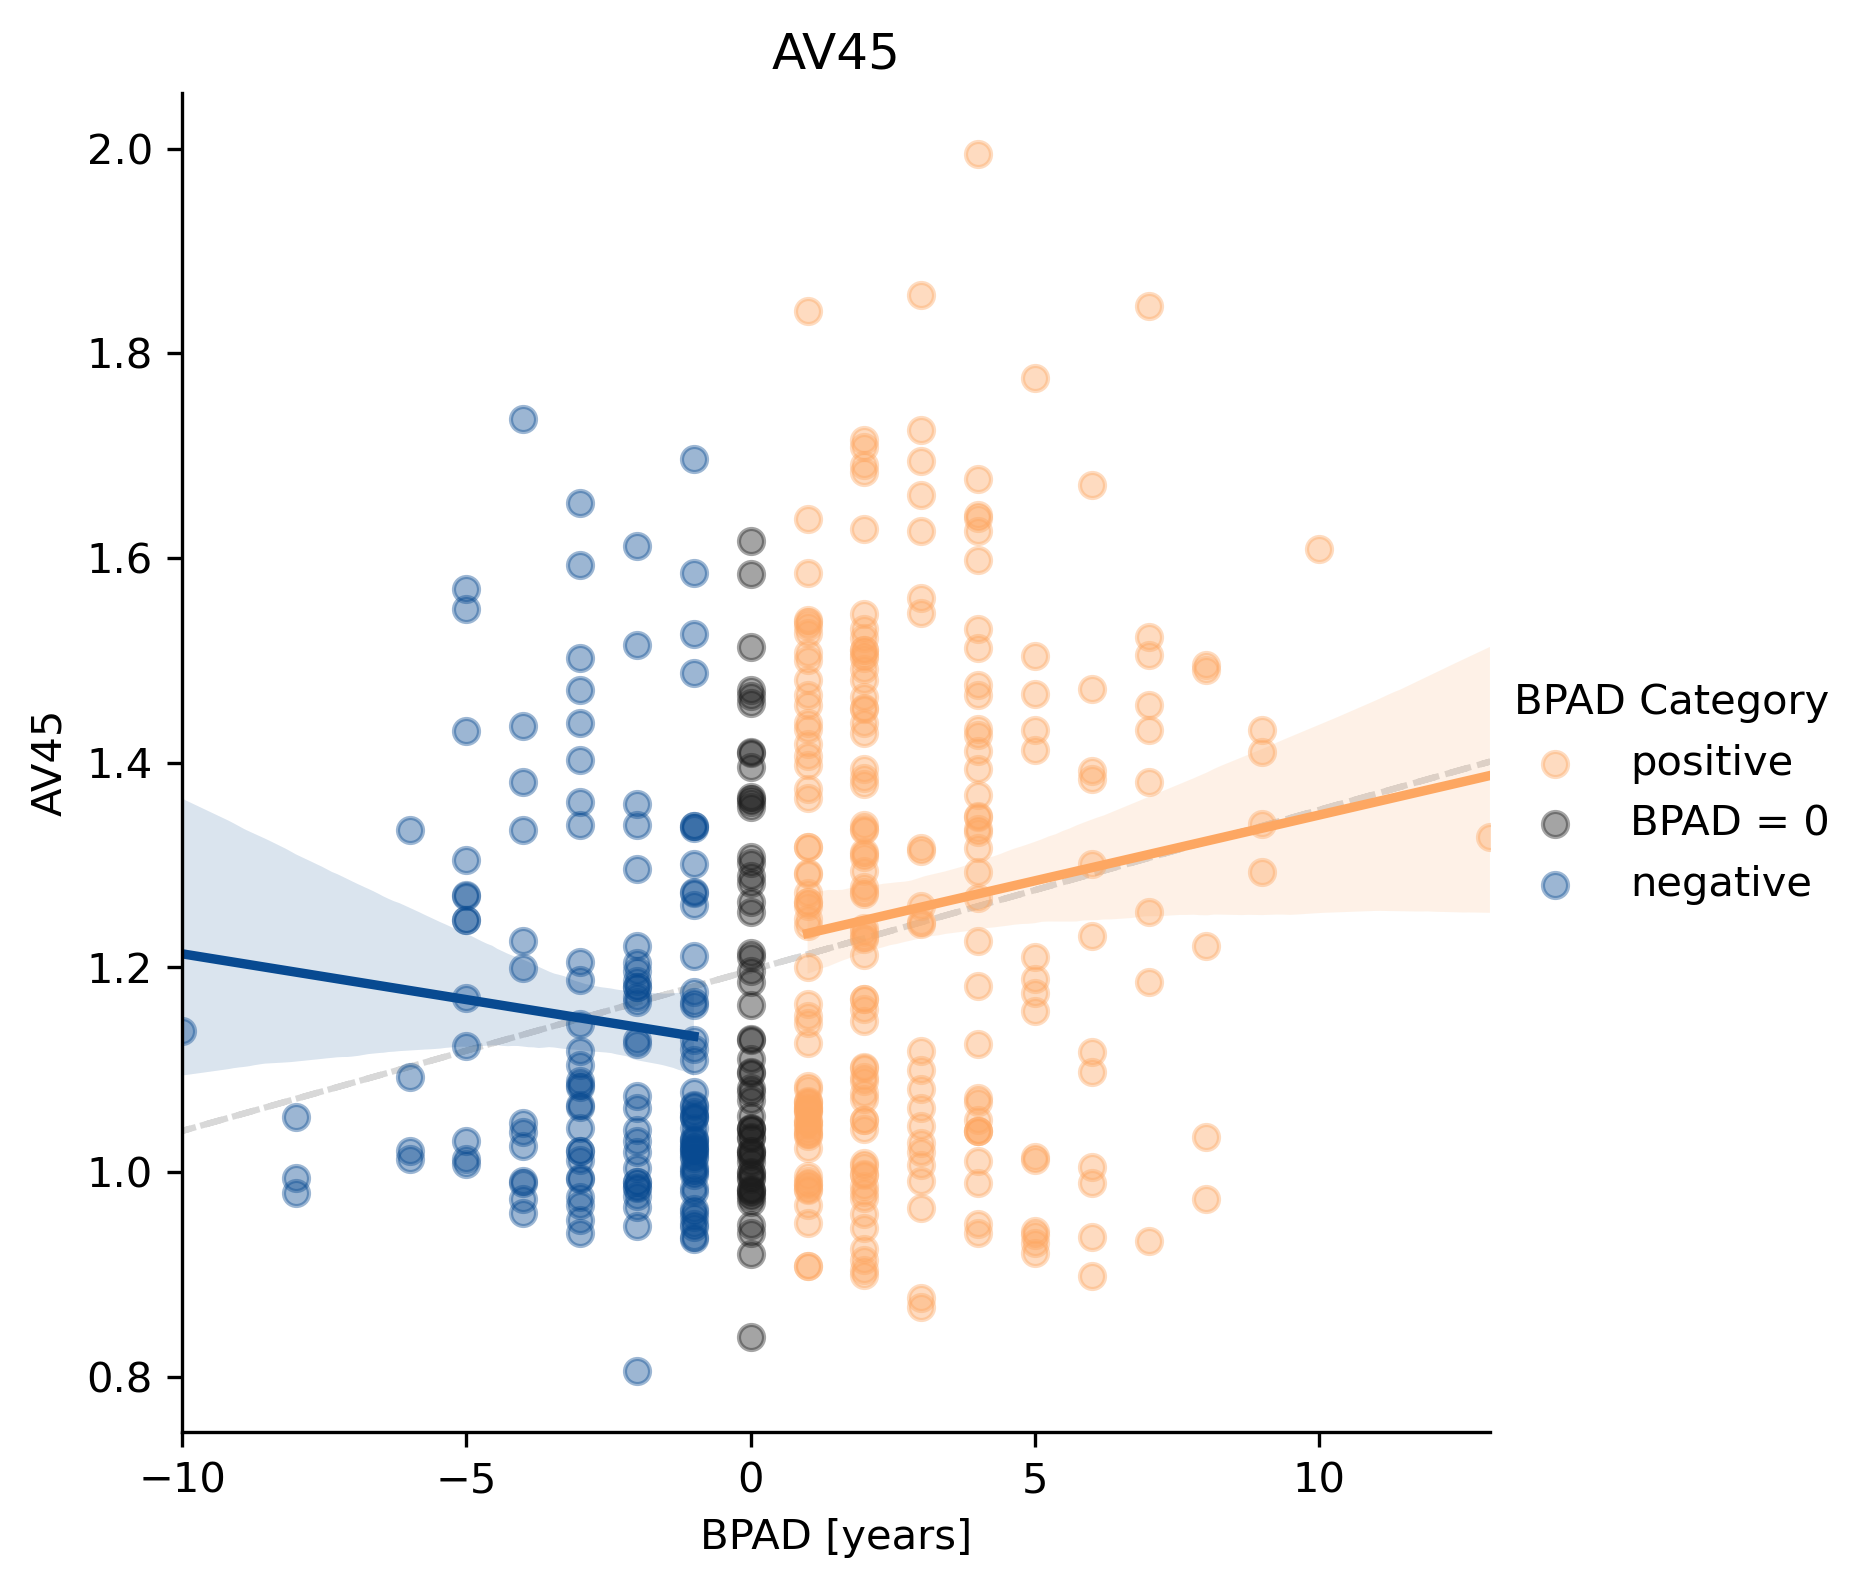 AV45
2.0
1.8
1.6
1.4
1.2
1.0
0.8
AV45
−10
−5
0
5
10
BPAD [years]
BPAD Category
positive
BPAD = 0
negative